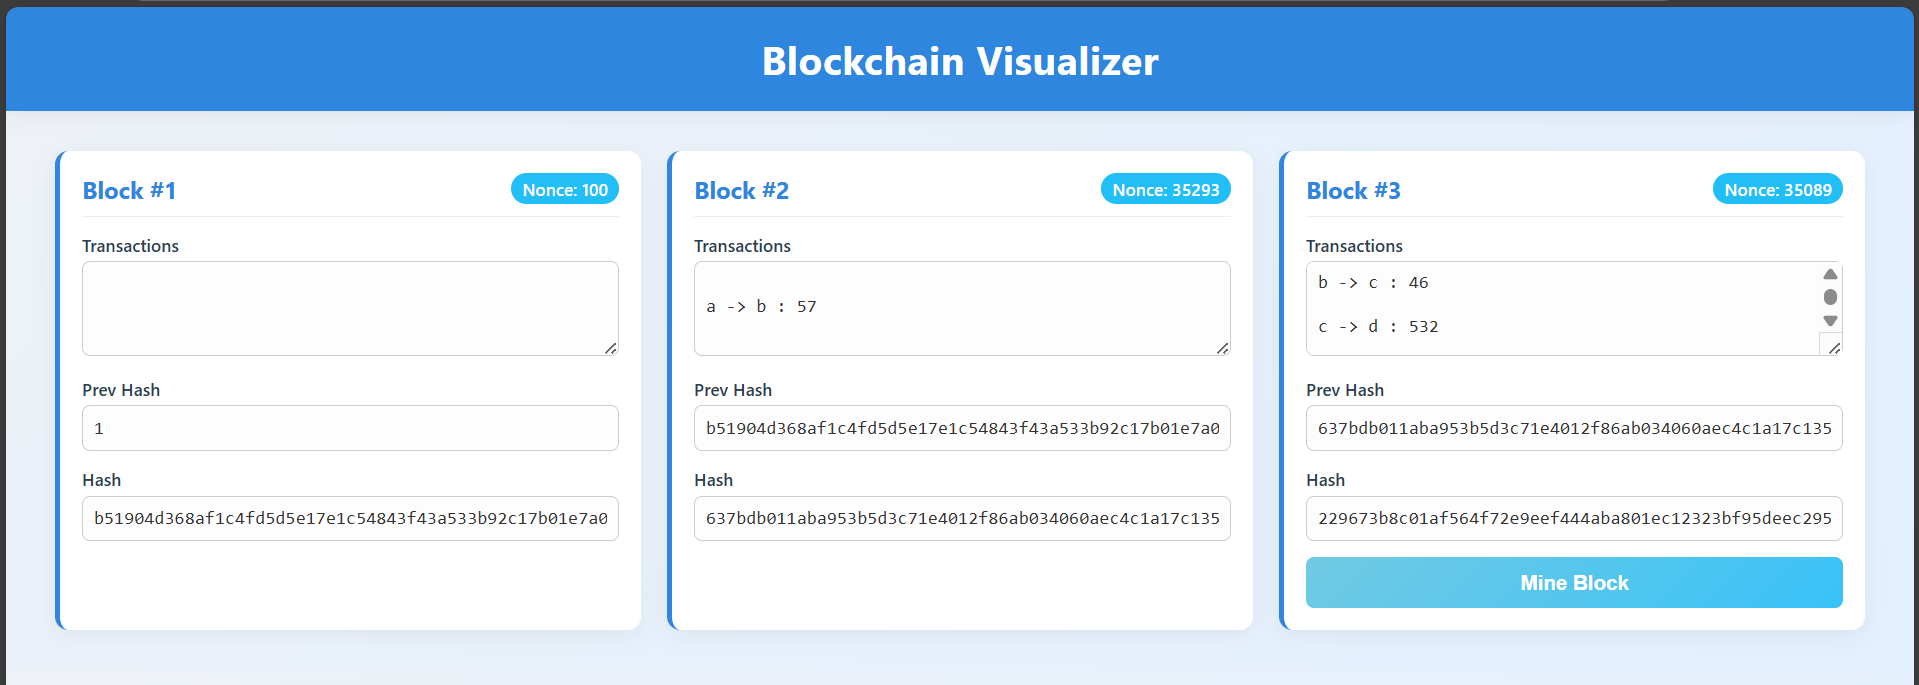 Blockchain Visualizer
Block #1
Nonce: 100
Transactions
Prev Hash
1
Hash
b51904d368af1c4fd5d5e17e1c54843f43a533b92c17b01e7a0
Block #2
Nonce: 35293
Transactions
a -> b : 57
Prev Hash
b51904d368af1c4fd5d5e17e1c54843f43a533b92c17b01e7a0
Hash
637bdb011aba953b5d3c71e4012f86ab034060aec4c1a17c135
Block #3
Nonce: 35089
Transactions
b -> c : 46
c -> d : 532
Prev Hash
637bdb011aba953b5d3c71e4012f86ab034060aec4c1a17c135
Hash
229673b8c01af564f72e9eef444aba801ec12323bf95deec295
Mine Block